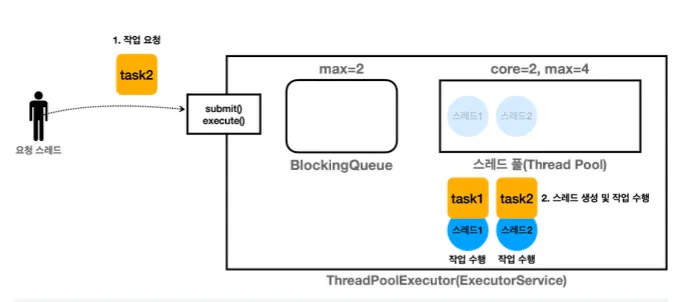 1. 작업 요청
task2
요청 스레드
submit()
execute()
max=2
BlockingQueue
core=2, max=4
스레드1
스레드2
스레드 풀(Thread Pool)
task1
task2
2. 스레드 생성 및 작업 수행
스레드1
스레드2
작업 수행
작업 수행
ThreadPoolExecutor(ExecutorService)